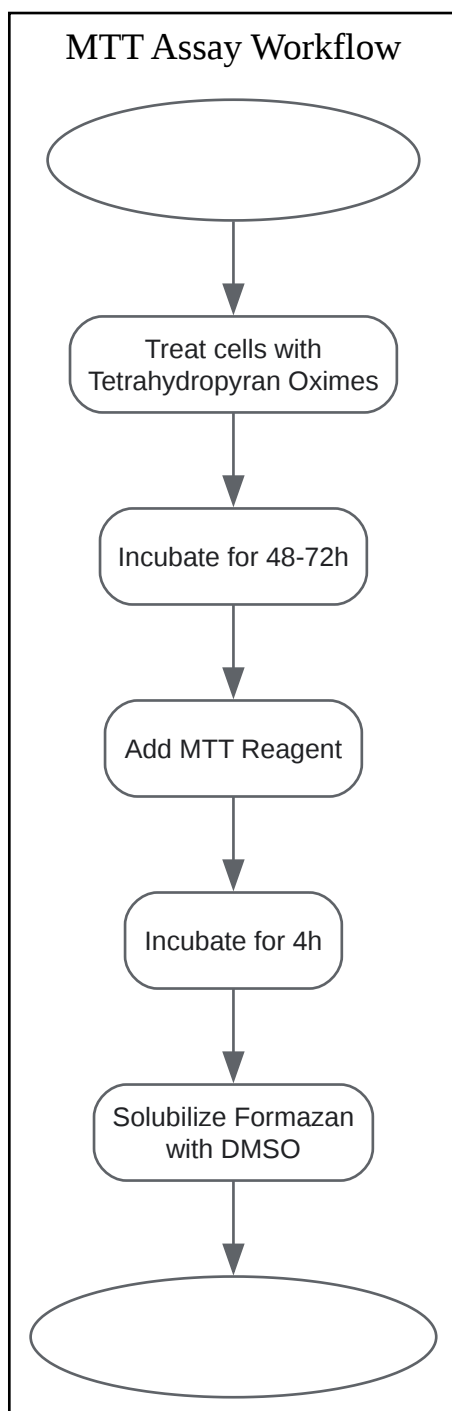 MTT Assay Workflow
Treat cells with
Tetrahydropyran Oximes
Incubate for 48-72h
Add MTT Reagent
Incubate for 4h
Solubilize Formazan
with DMSO